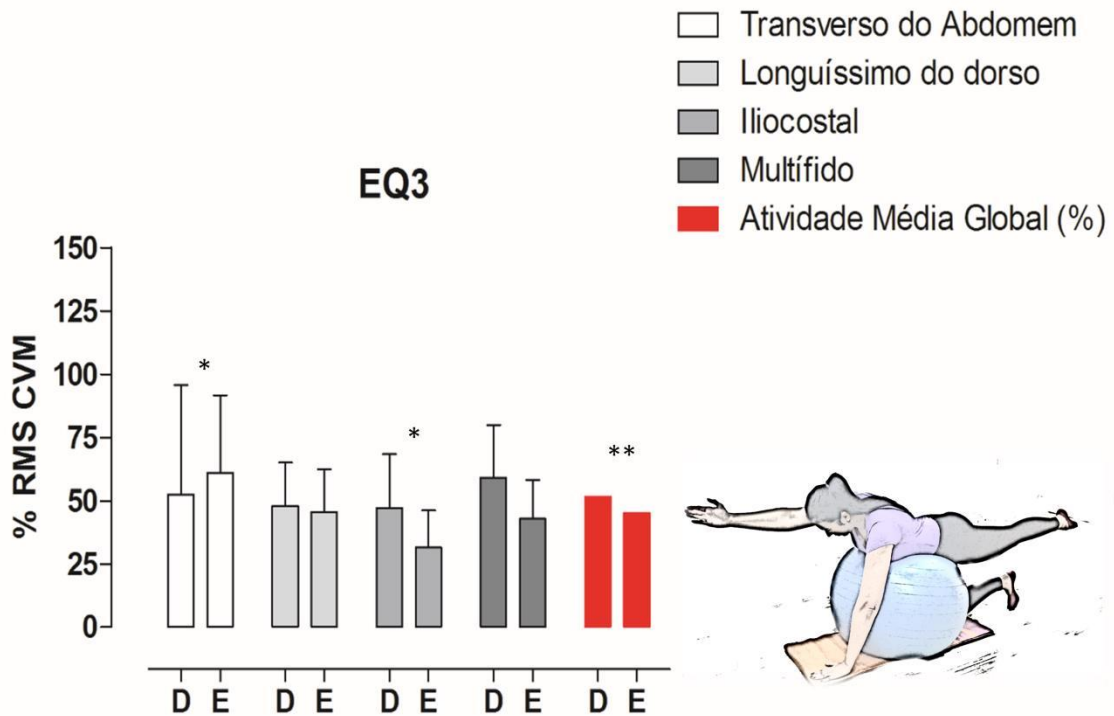 Transverso do Abdomem
Longuíssimo do dorso
Iliocostal
Multífido
Atividade Média Global (%)
EQ3
% RMS CVM
150
125
100
75
50
25
0
*
*
**
D E D E D E D E D E